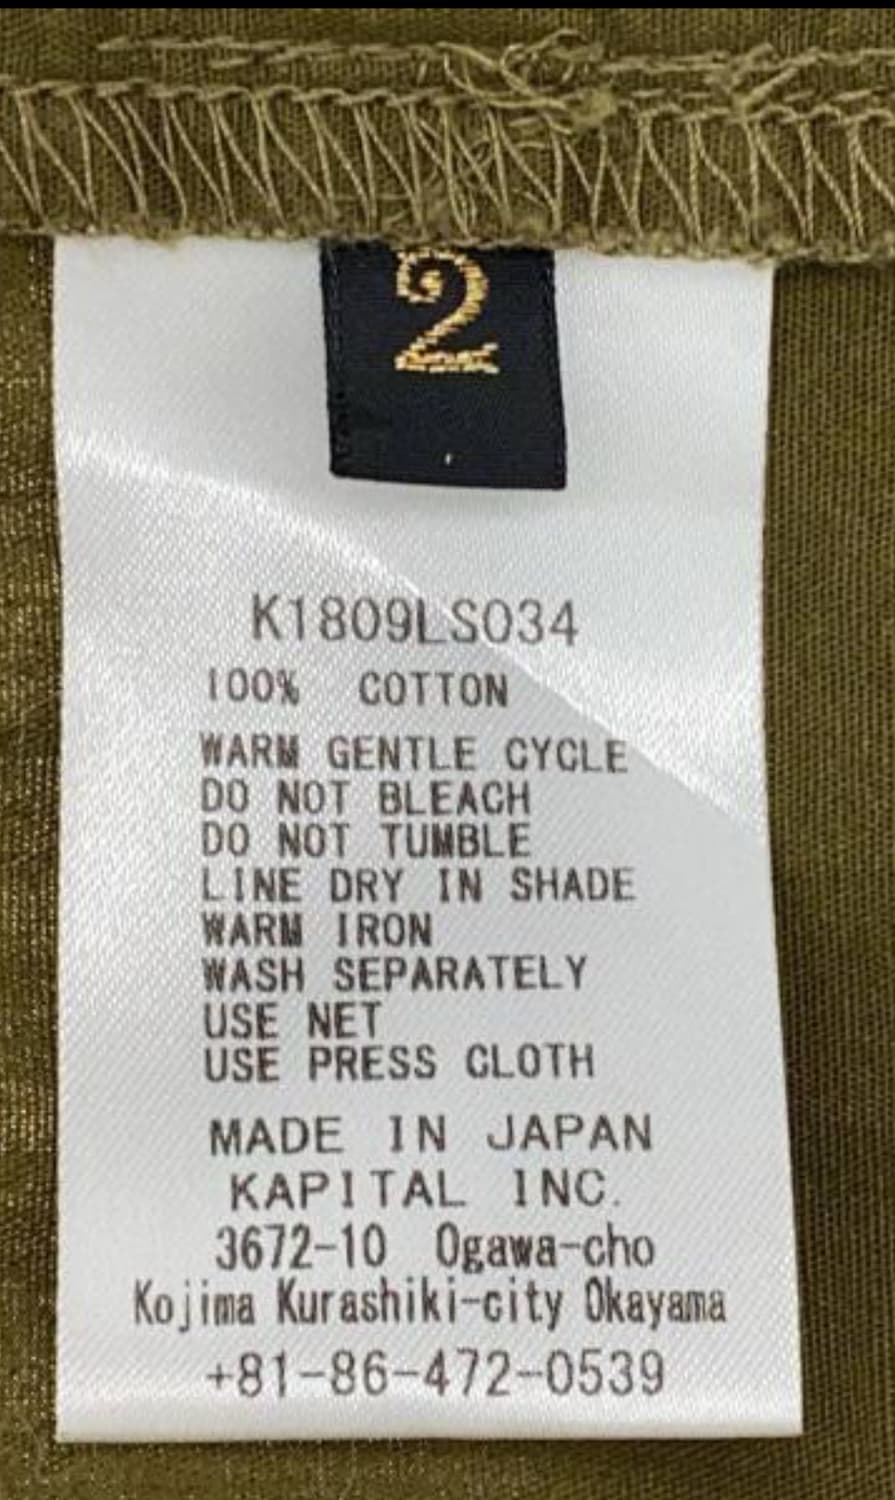 2
K1809LS034
100% COTTON
WARM GENTLE CYCLE
DO NOT BLEACH
DO NOT TUMBLE
LINE DRY IN SHADE
WARM IRON
WASH SEPARATELY
USE NET
USE PRESS CLOTH
MADE IN JAPAN
KAPITAL INC.
3672-10 Ogawa-cho
Kojima Kurashiki-city Okayama
+81-86-472-0539